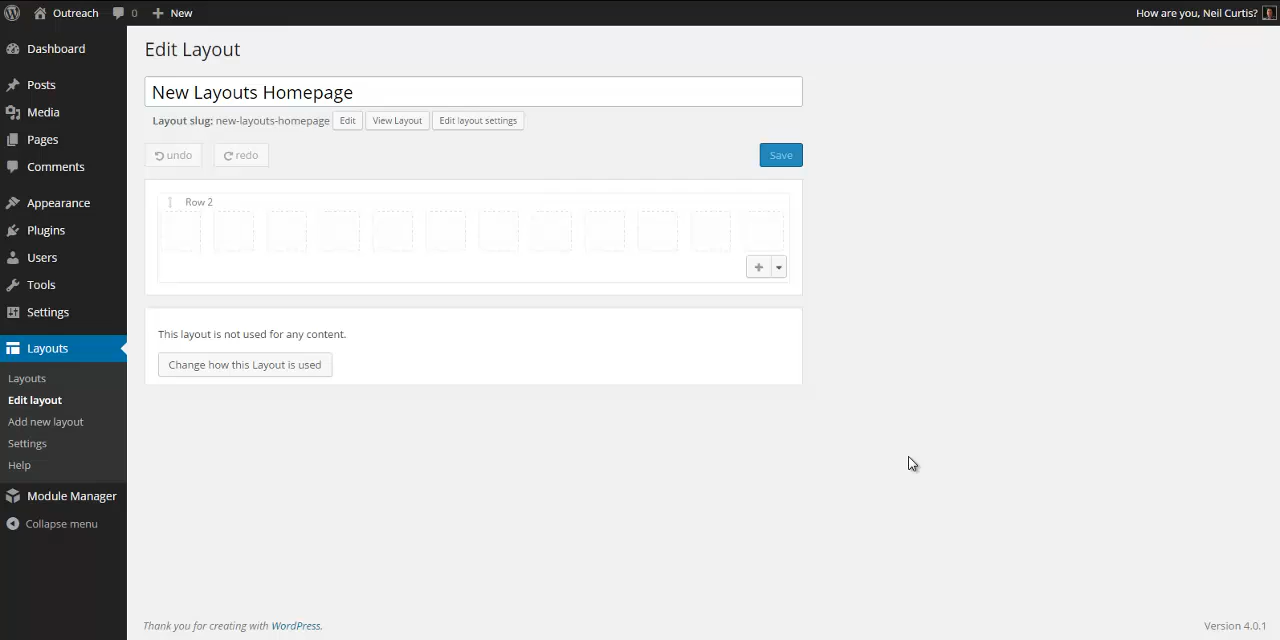 Outreach 0 New How are you, Neil Curtis?
Dashboard
Posts
Media
Pages
Comments
Appearance
Plugins
Users
Tools
Settings
Layouts
Layouts
Edit layout
Add new layout
Settings
Help
Module Manager
Collapse menu
Edit Layout
New Layouts Homepage
Layout slug: new-layouts-homepage Edit View Layout Edit layout settings
undo redo Save
Row 2
This layout is not used for any content.
Change how this Layout is used
Thank you for creating with WordPress. Version 4.0.1